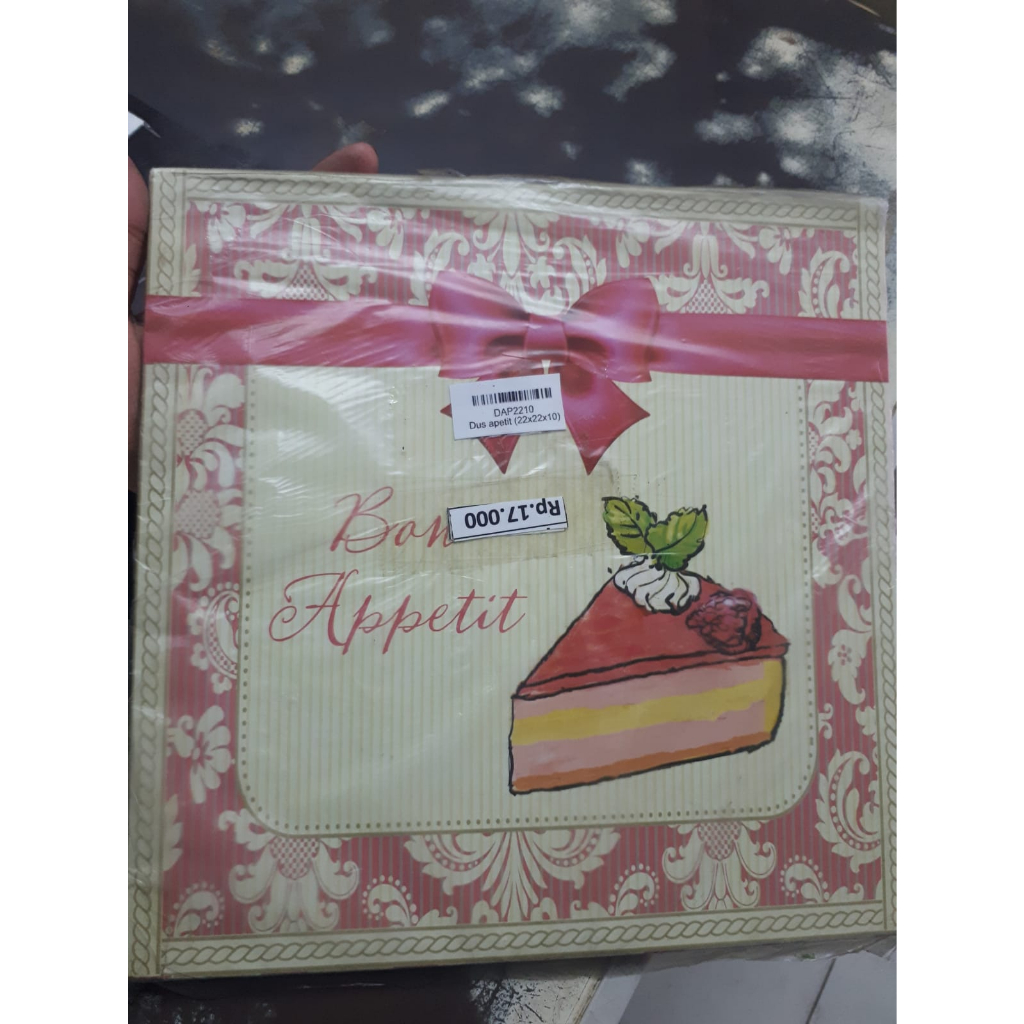 DAP2210
Dus apetit (22x22x10)
Rp.17.000
Bon
Appetit